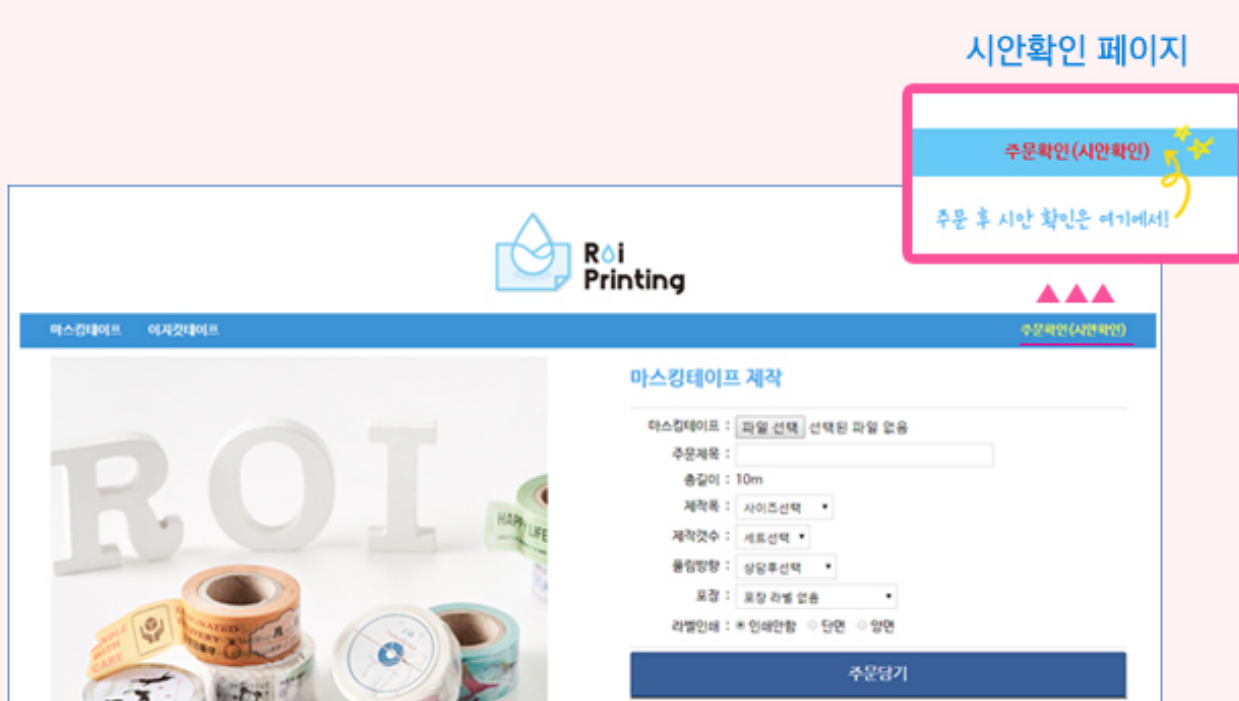 시안확인 페이지
주문확인(시안확인)
주문 후 시안 확인은 여기에서!
Roi
Printing
마스킹테이프 이지컷테이프 주문확인(시안확인)
마스킹테이프 제작
마스킹테이프 : 파일 선택 선택된 파일 없음
주문제목 :
총길이 : 10m
제작폭 : 사이즈선택
제작갯수 : 세트선택
풀림방향 : 상담후선택
포장 : 포장 라벨 없음
라벨인쇄 : 인쇄안함 단면 양면
주문담기
ROI
HAPPY LIFE
WITH
CARE